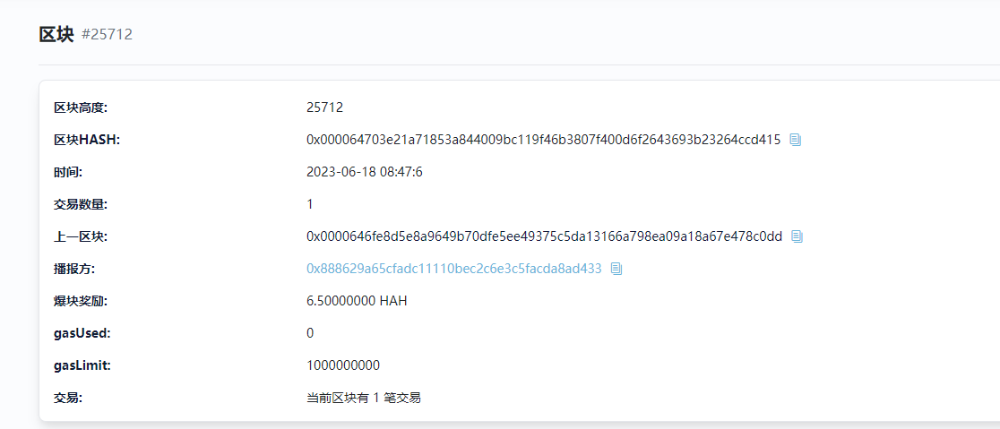 区块 #25712
区块高度: 25712
区块HASH: 0x000064703e21a71853a844009bc119f46b3807f400d6f2643693b23264ccd415
时间: 2023-06-18 08:47:6
交易数量: 1
上一区块: 0x0000646fe8d5e8a9649b70dfe5ee49375c5da13166a798ea09a18a67e478c0dd
播报方: 0x888629a65cfadc11110bec2c6e3c5facda8ad433
爆块奖励: 6.50000000 HAH
gasUsed: 0
gasLimit: 1000000000
交易: 当前区块有 1 笔交易